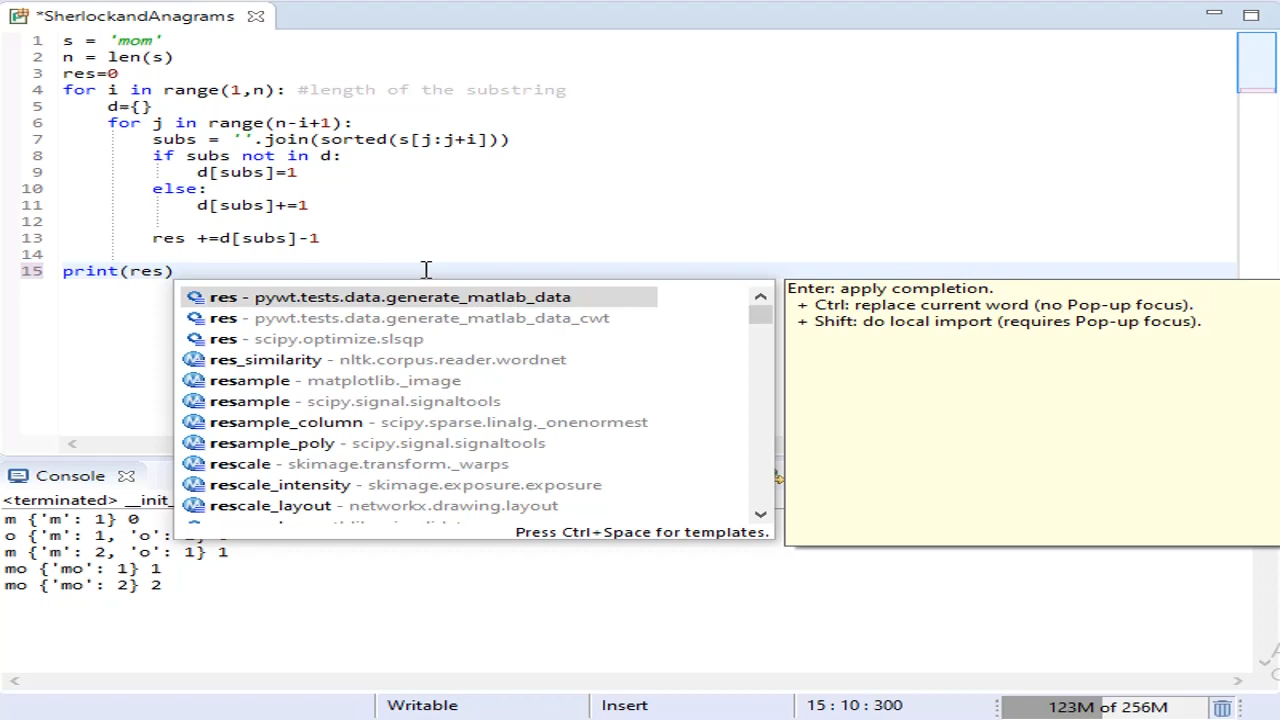 *SherlockandAnagrams
1 s = 'mom'
2 n = len(s)
3 res=0
4 for i in range(1,n): #length of the substring
5 d={}
6 for j in range(n-i+1):
7 subs = ''.join(sorted(s[j:j+i]))
8 if subs not in d:
9 d[subs]=1
10 else:
11 d[subs]+=1
12
13 res +=d[subs]-1
14
15 print(res)
res - pywt.tests.data.generate_matlab_data
res - pywt.tests.data.generate_matlab_data_cwt
res - scipy.optimize.slsqp
res_similarity - nltk.corpus.reader.wordnet
resample - matplotlib._image
resample - scipy.signal.signaltools
resample_column - scipy.sparse.linalg._onenormest
resample_poly - scipy.signal.signaltools
rescale - skimage.transform._warps
rescale_intensity - skimage.exposure.exposure
rescale_layout - networkx.drawing.layout
Press Ctrl+Space for templates.
Enter: apply completion.
+ Ctrl: replace current word (no Pop-up focus).
+ Shift: do local import (requires Pop-up focus).
Console
<terminated> __init_
m {'m': 1} 0
o {'m': 1, 'o':
m {'m': 2, 'o': 1} 1
mo {'mo': 1} 1
mo {'mo': 2} 2
Writable Insert 15 : 10 : 300 123M of 256M